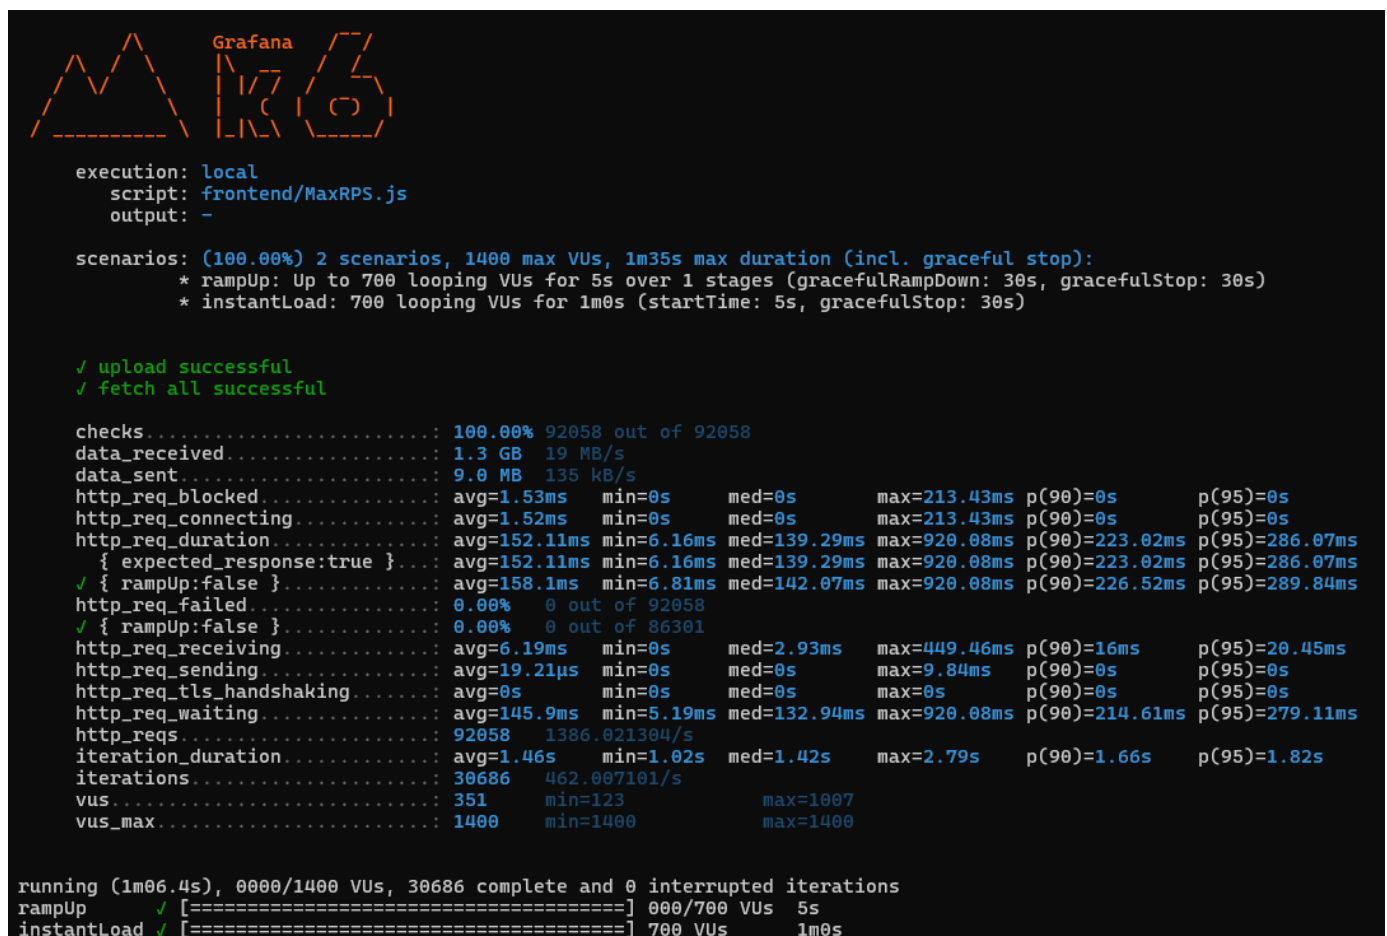 Grafana
execution: local
script: frontend/MaxRPS.js
output: -
scenarios: (100.00%) 2 scenarios, 1400 max VUs, 1m35s max duration (incl. graceful stop):
* rampUp: Up to 700 looping VUs for 5s over 1 stages (gracefulRampDown: 30s, gracefulStop: 30s)
* instantLoad: 700 looping VUs for 1m0s (startTime: 5s, gracefulStop: 30s)
✓ upload successful
✓ fetch all successful
checks.........................: 100.00% 92058 out of 92058
data_received..................: 1.3 GB 19 MB/s
data_sent......................: 9.0 MB 135 kB/s
http_req_blocked...............: avg=1.53ms min=0s med=0s max=213.43ms p(90)=0s p(95)=0s
http_req_connecting............: avg=1.52ms min=0s med=0s max=213.43ms p(90)=0s p(95)=0s
http_req_duration..............: avg=152.11ms min=6.16ms med=139.29ms max=920.08ms p(90)=223.02ms p(95)=286.07ms
{ expected_response:true }...: avg=152.11ms min=6.16ms med=139.29ms max=920.08ms p(90)=223.02ms p(95)=286.07ms
✓ { rampUp:false }.............: avg=158.1ms min=6.81ms med=142.07ms max=920.08ms p(90)=226.52ms p(95)=289.84ms
http_req_failed................: 0.00% 0 out of 92058
✓ { rampUp:false }.............: 0.00% 0 out of 86301
http_req_receiving.............: avg=6.19ms min=0s med=2.93ms max=449.46ms p(90)=16ms p(95)=20.45ms
http_req_sending...............: avg=19.21µs min=0s med=0s max=9.84ms p(90)=0s p(95)=0s
http_req_tls_handshaking.......: avg=0s min=0s med=0s max=0s p(90)=0s p(95)=0s
http_req_waiting...............: avg=145.9ms min=5.19ms med=132.94ms max=920.08ms p(90)=214.61ms p(95)=279.11ms
http_reqs......................: 92058 1386.021304/s
iteration_duration.............: avg=1.46s min=1.02s med=1.42s max=2.79s p(90)=1.66s p(95)=1.82s
iterations.....................: 30686 462.007101/s
vus............................: 351 min=123 max=1007
vus_max........................: 1400 min=1400 max=1400
running (1m06.4s), 0000/1400 VUs, 30686 complete and 0 interrupted iterations
rampUp ✓ [======================================] 000/700 VUs 5s
instantLoad ✓ [======================================] 700 VUs 1m0s